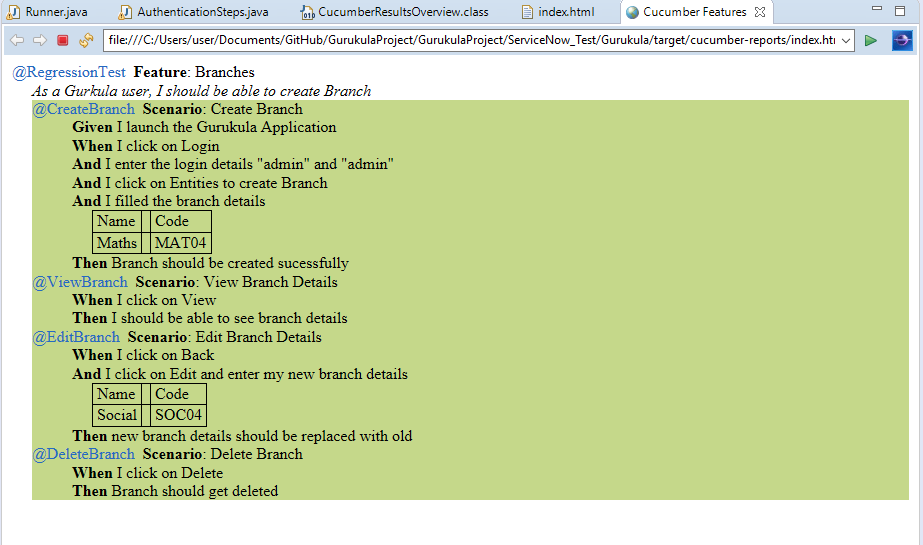 Runner.java AuthenticationSteps.java CucumberResultsOverview.class index.html Cucumber Features
file:///C:/Users/user/Documents/GitHub/GurukulaProject/GurukulaProject/ServiceNow_Test/Gurukula/target/cucumber-reports/index.htm
@RegressionTest Feature: Branches
As a Gurkula user, I should be able to create Branch
@CreateBranch Scenario: Create Branch
Given I launch the Gurukula Application
When I click on Login
And I enter the login details "admin" and "admin"
And I click on Entities to create Branch
And I filled the branch details
Name Code
Maths MAT04
Then Branch should be created sucessfully
@ViewBranch Scenario: View Branch Details
When I click on View
Then I should be able to see branch details
@EditBranch Scenario: Edit Branch Details
When I click on Back
And I click on Edit and enter my new branch details
Name Code
Social SOC04
Then new branch details should be replaced with old
@DeleteBranch Scenario: Delete Branch
When I click on Delete
Then Branch should get deleted